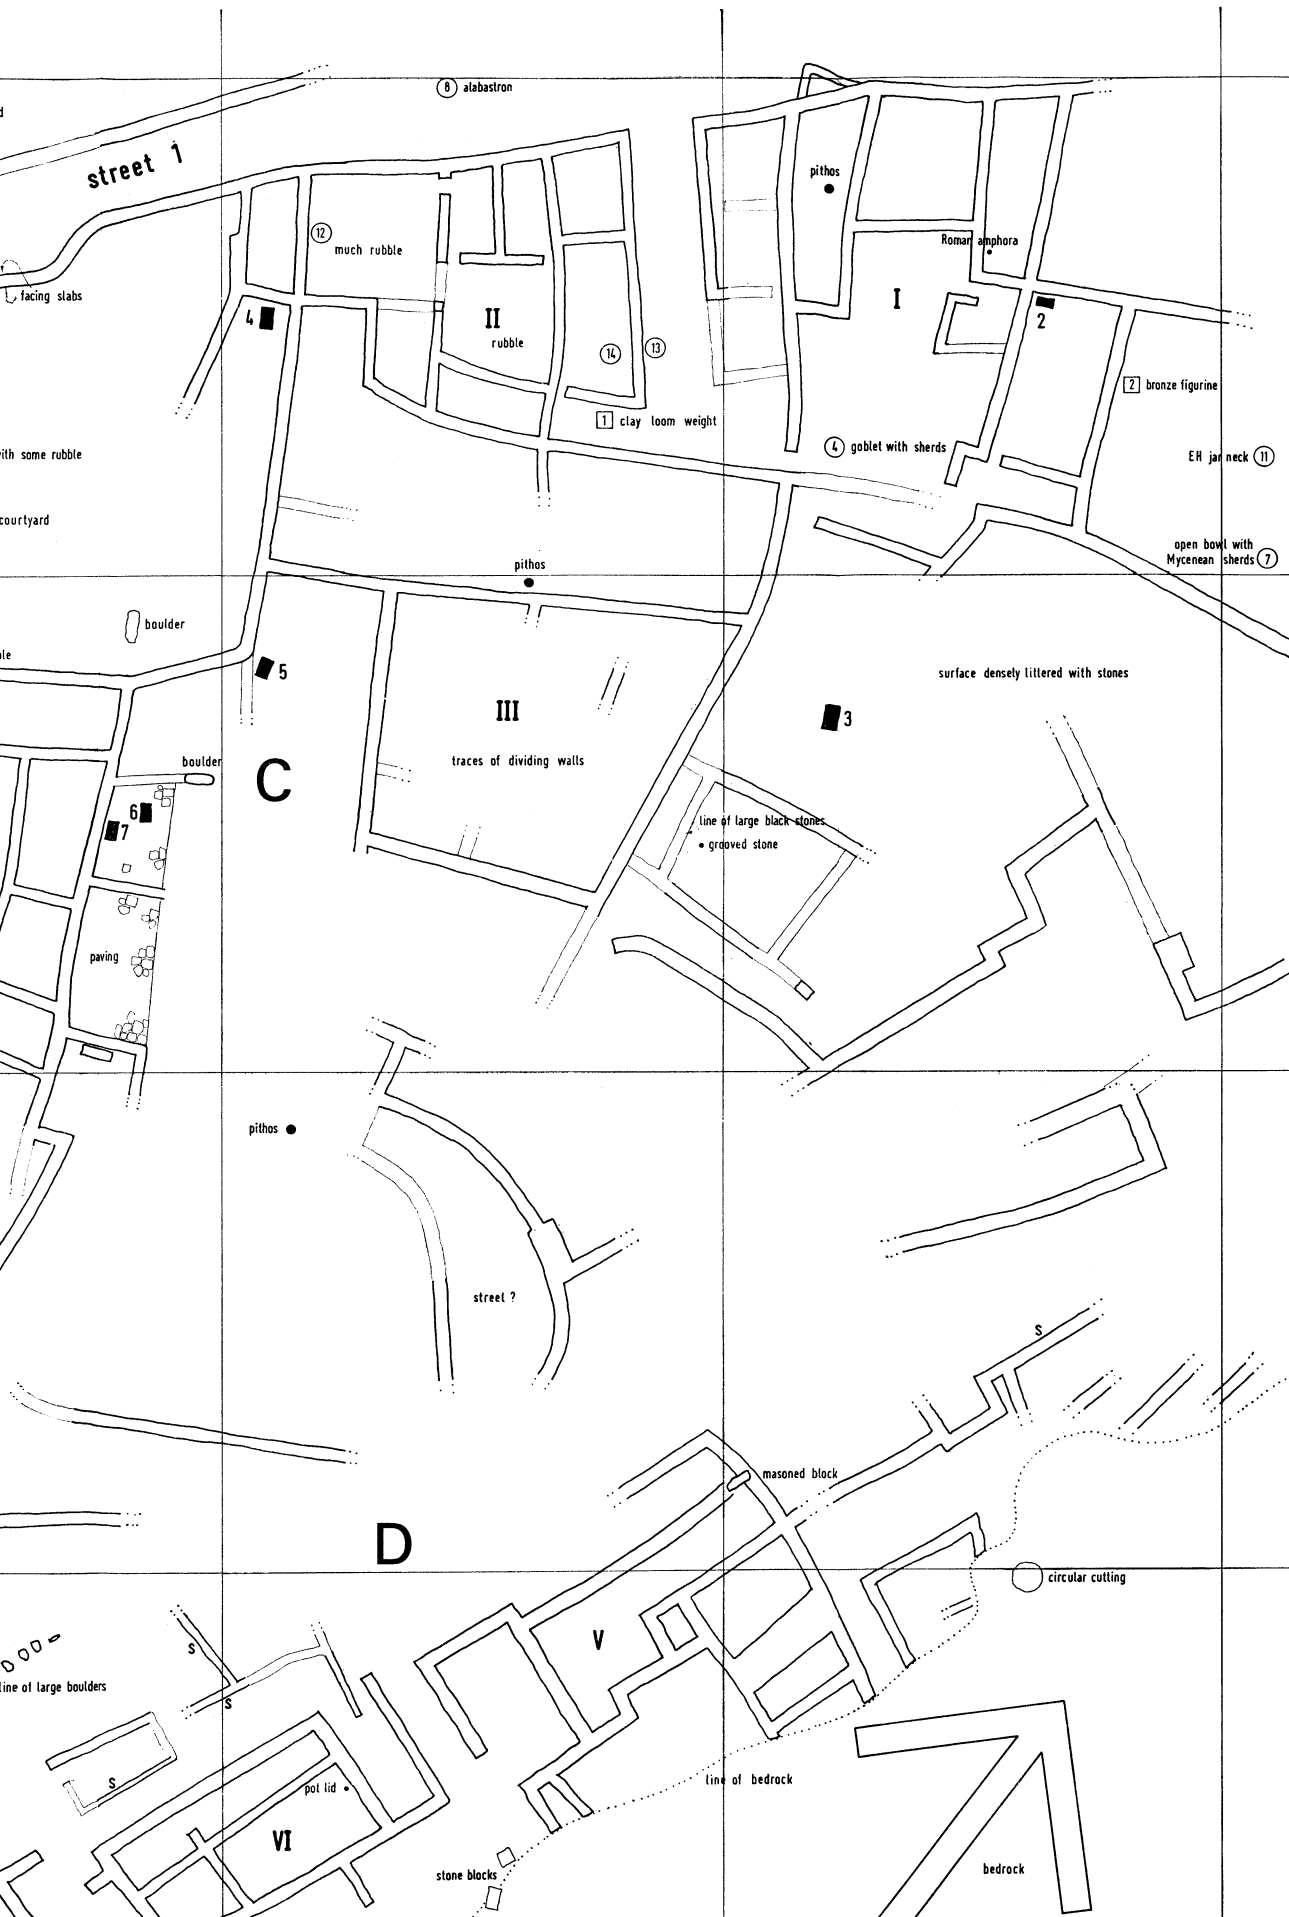 8 alabastron
d
street 1
pithos
12
much rubble
Roman amphora
facing slabs
I
4
II
2
rubble
14
13
2 bronze figurine
1 clay loom weight
4 goblet with sherds
ith some rubble
EH jar neck 11
courtyard
open bowl with
Mycenean sherds 7
pithos
boulder
le
5
surface densely littered with stones
III
3
boulder
traces of dividing walls
C
6
7
line of large black stones
grooved stone
paving
pithos
street ?
s
masoned block
D
circular cutting
V
s
line of large boulders
s
s
line of bedrock
pot lid
VI
stone blocks
bedrock